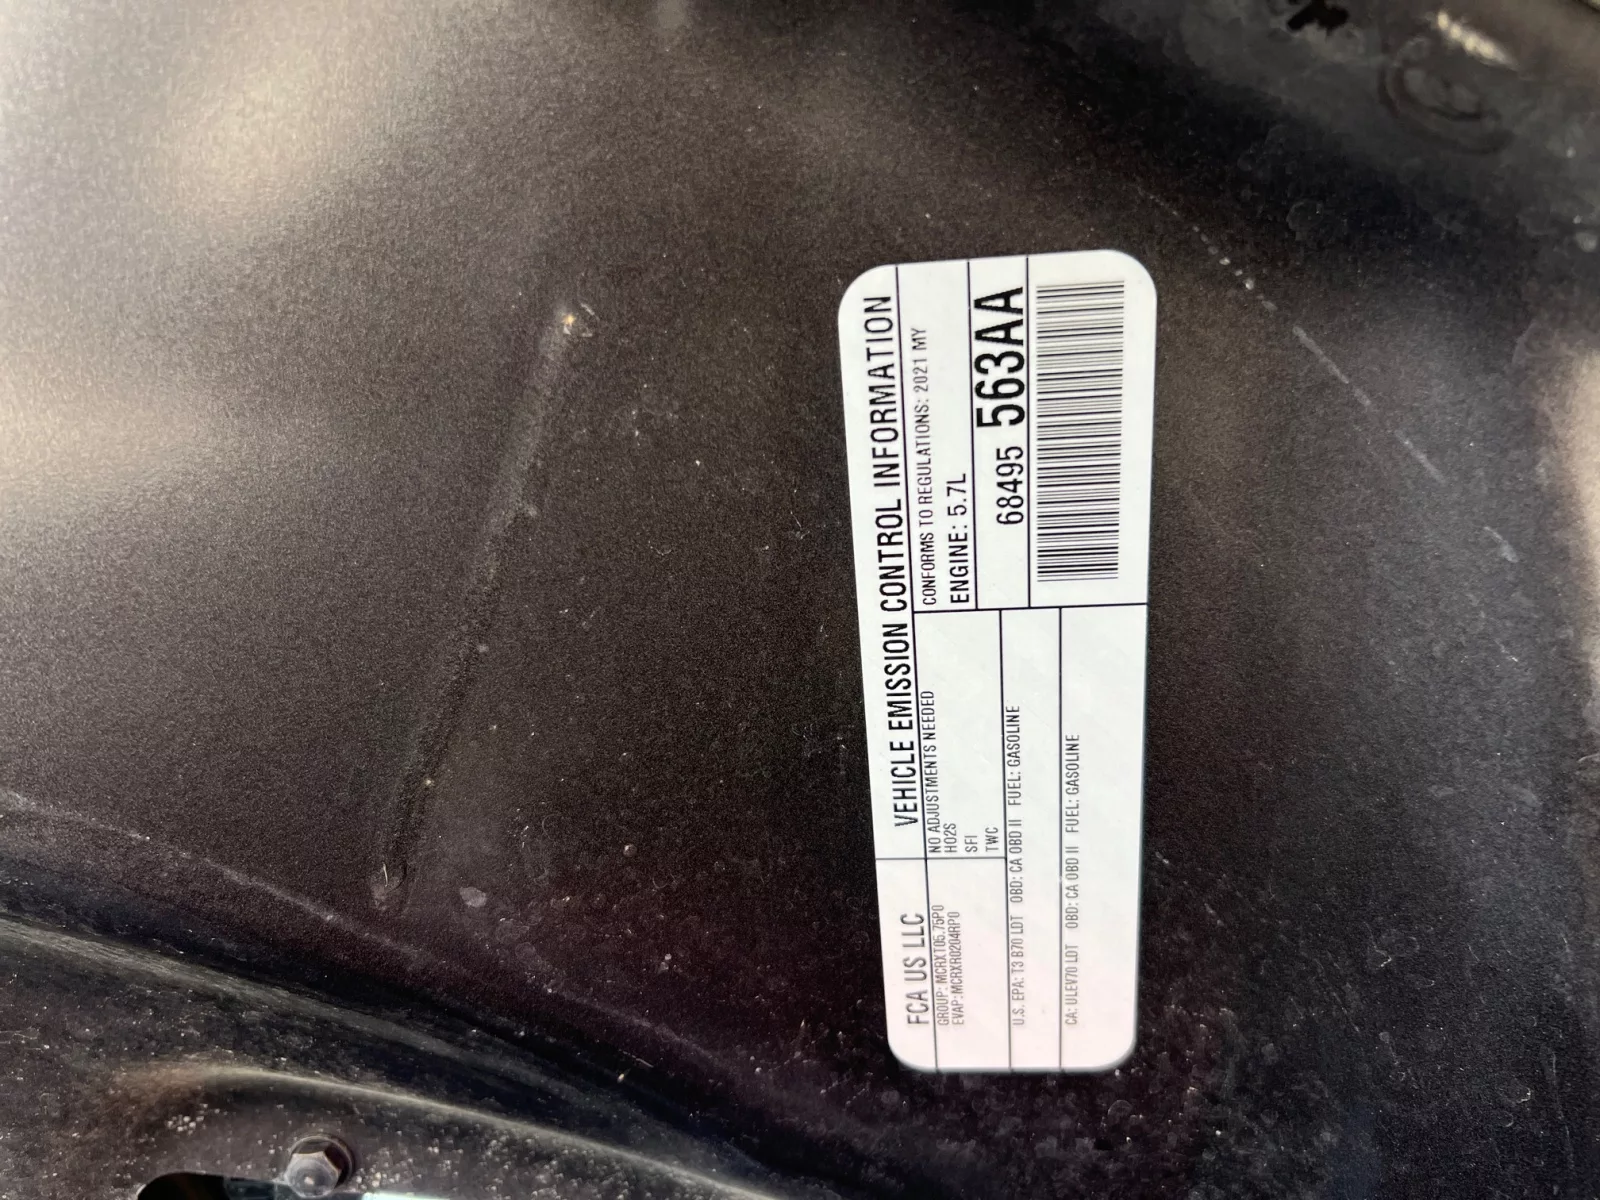 FCA US LLC
VEHICLE EMISSION CONTROL INFORMATION
GROUP: MCRXT05.75P0
EVAP: MCRXR0204RP0
NO ADJUSTMENTS NEEDED
HO2S
SFI
TWC
CONFORMS TO REGULATIONS: 2021 MY
ENGINE: 5.7L
68495 563AA
U.S. EPA: T3 B70 LDT OBD: CA OBD II FUEL: GASOLINE
CA: ULEV70 LDT OBD: CA OBD II FUEL: GASOLINE